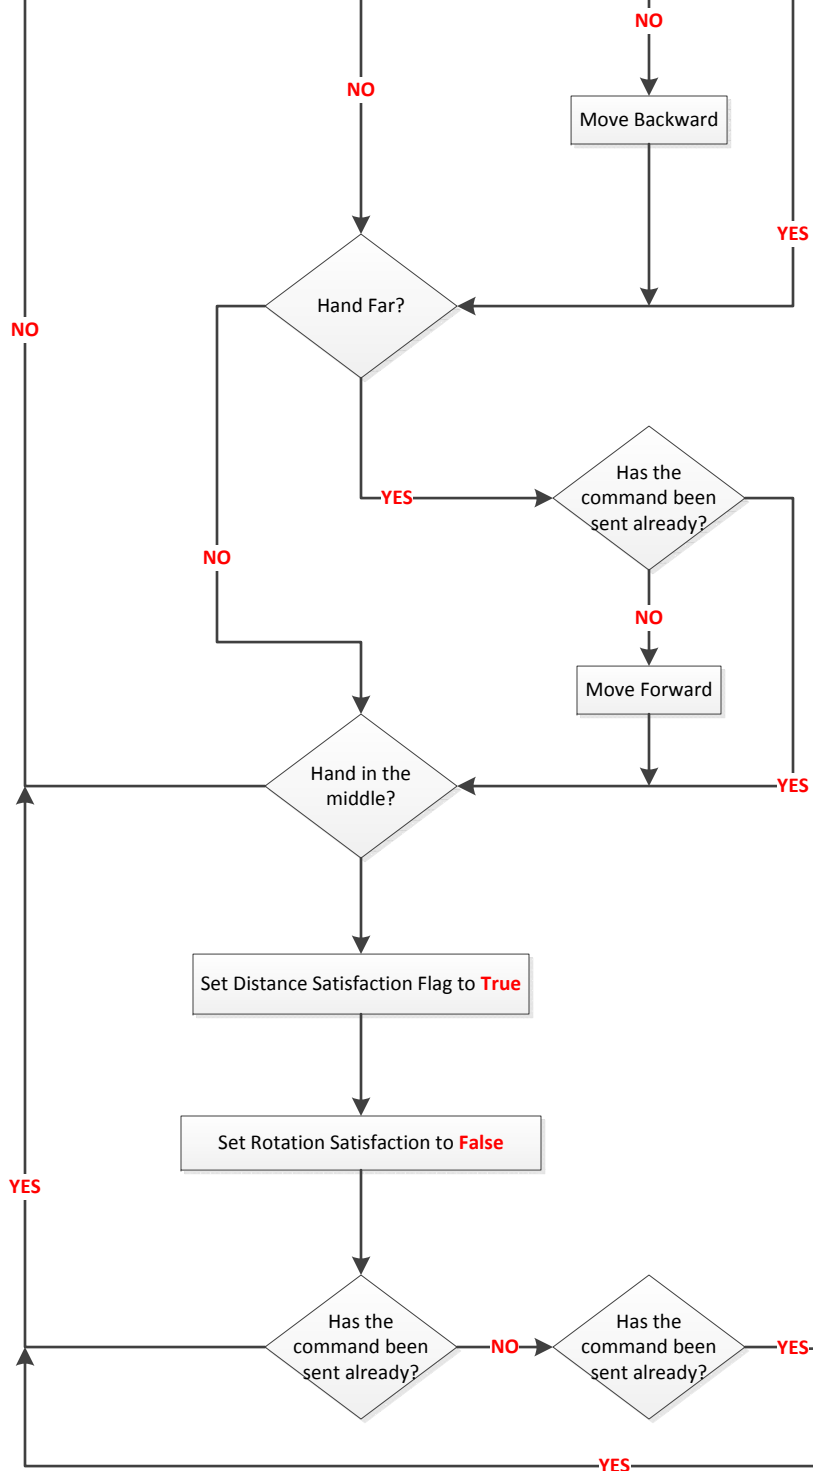 NO
NO
Move Backward
YES
Hand Far?
NO
Has the
command been
sent already?
YES
NO
NO
Move Forward
Hand in the
middle?
YES
Set Distance Satisfaction Flag to True
Set Rotation Satisfaction to False
YES
Has the
command been
sent already?
NO
Has the
command been
sent already?
YES
YES